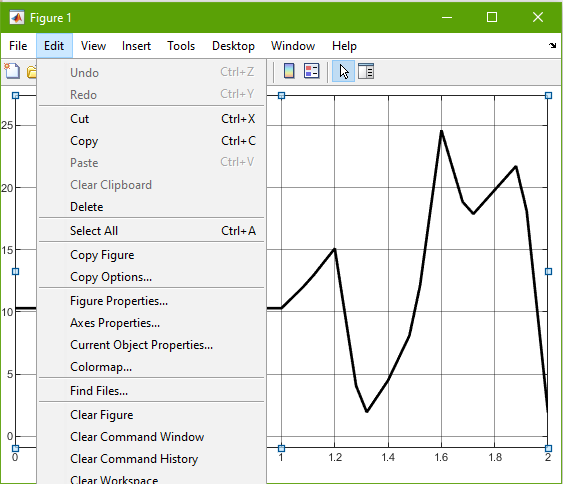 Figure 1
File Edit View Insert Tools Desktop Window Help
Undo Ctrl+Z
Redo Ctrl+Y
Cut Ctrl+X
Copy Ctrl+C
Paste Ctrl+V
Clear Clipboard
Delete
Select All Ctrl+A
Copy Figure
Copy Options...
Figure Properties...
Axes Properties...
Current Object Properties...
Colormap...
Find Files...
Clear Figure
Clear Command Window
Clear Command History
Clear Workspace
25
20
15
10
5
0
0 1 1.2 1.4 1.6 1.8 2